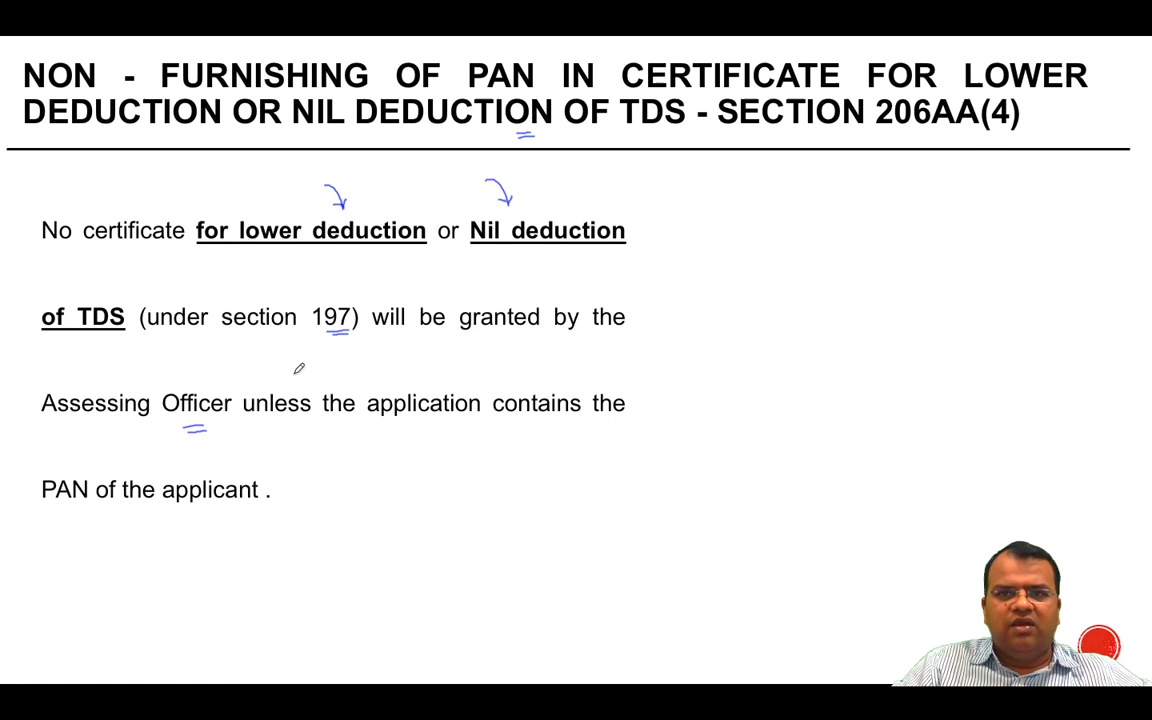 NON - FURNISHING OF PAN IN CERTIFICATE FOR LOWER
DEDUCTION OR NIL DEDUCTION OF TDS - SECTION 206AA(4)
No certificate for lower deduction or Nil deduction
of TDS (under section 197) will be granted by the
Assessing Officer unless the application contains the
PAN of the applicant .